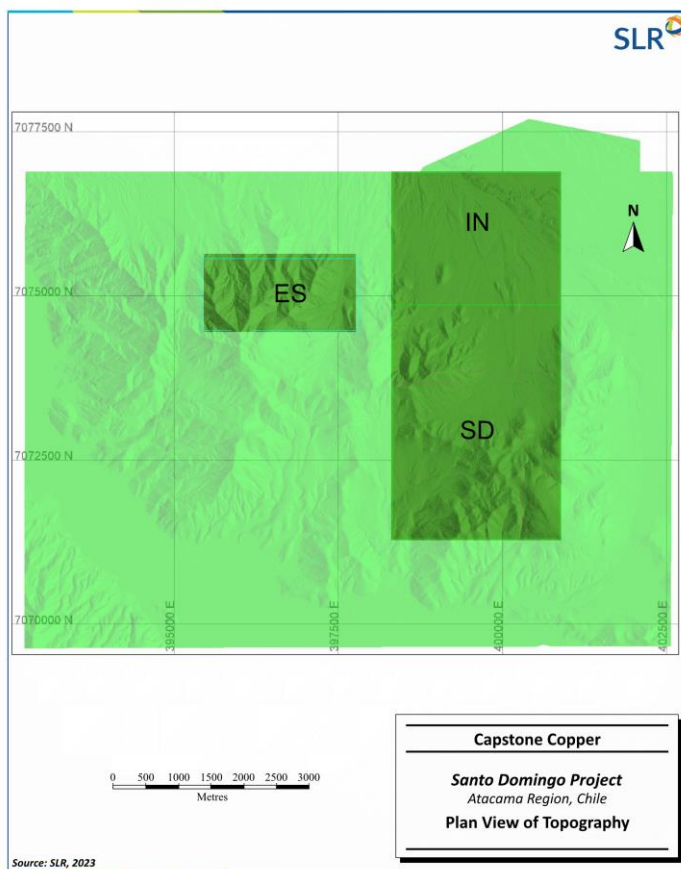 SLR
7077500 N
N
IN
ES
7075000 N
SD
7072500 N
7070000 N
395000 E
397500 E
400000 E
402500 E
Capstone Copper
0 500 1000 1500 2000 2500 3000
Metres
Santo Domingo Project
Atacama Region, Chile
Plan View of Topography
Source: SLR, 2023